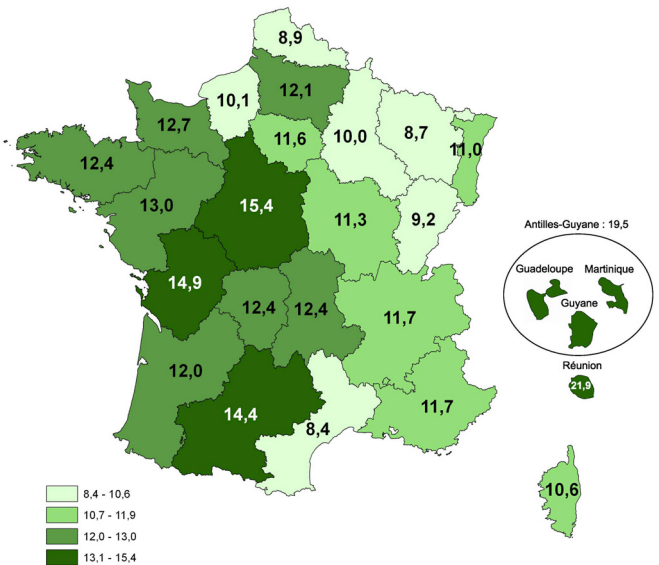 8,9
10,1
12,1
12,7
11,6
10,0
8,7
11,0
12,4
13,0
15,4
11,3
9,2
Antilles-Guyane : 19,5
Guadeloupe
Martinique
Guyane
14,9
12,4
12,4
11,7
Réunion
21,9
12,0
14,4
8,4
11,7
10,6
8,4 - 10,6
10,7 - 11,9
12,0 - 13,0
13,1 - 15,4